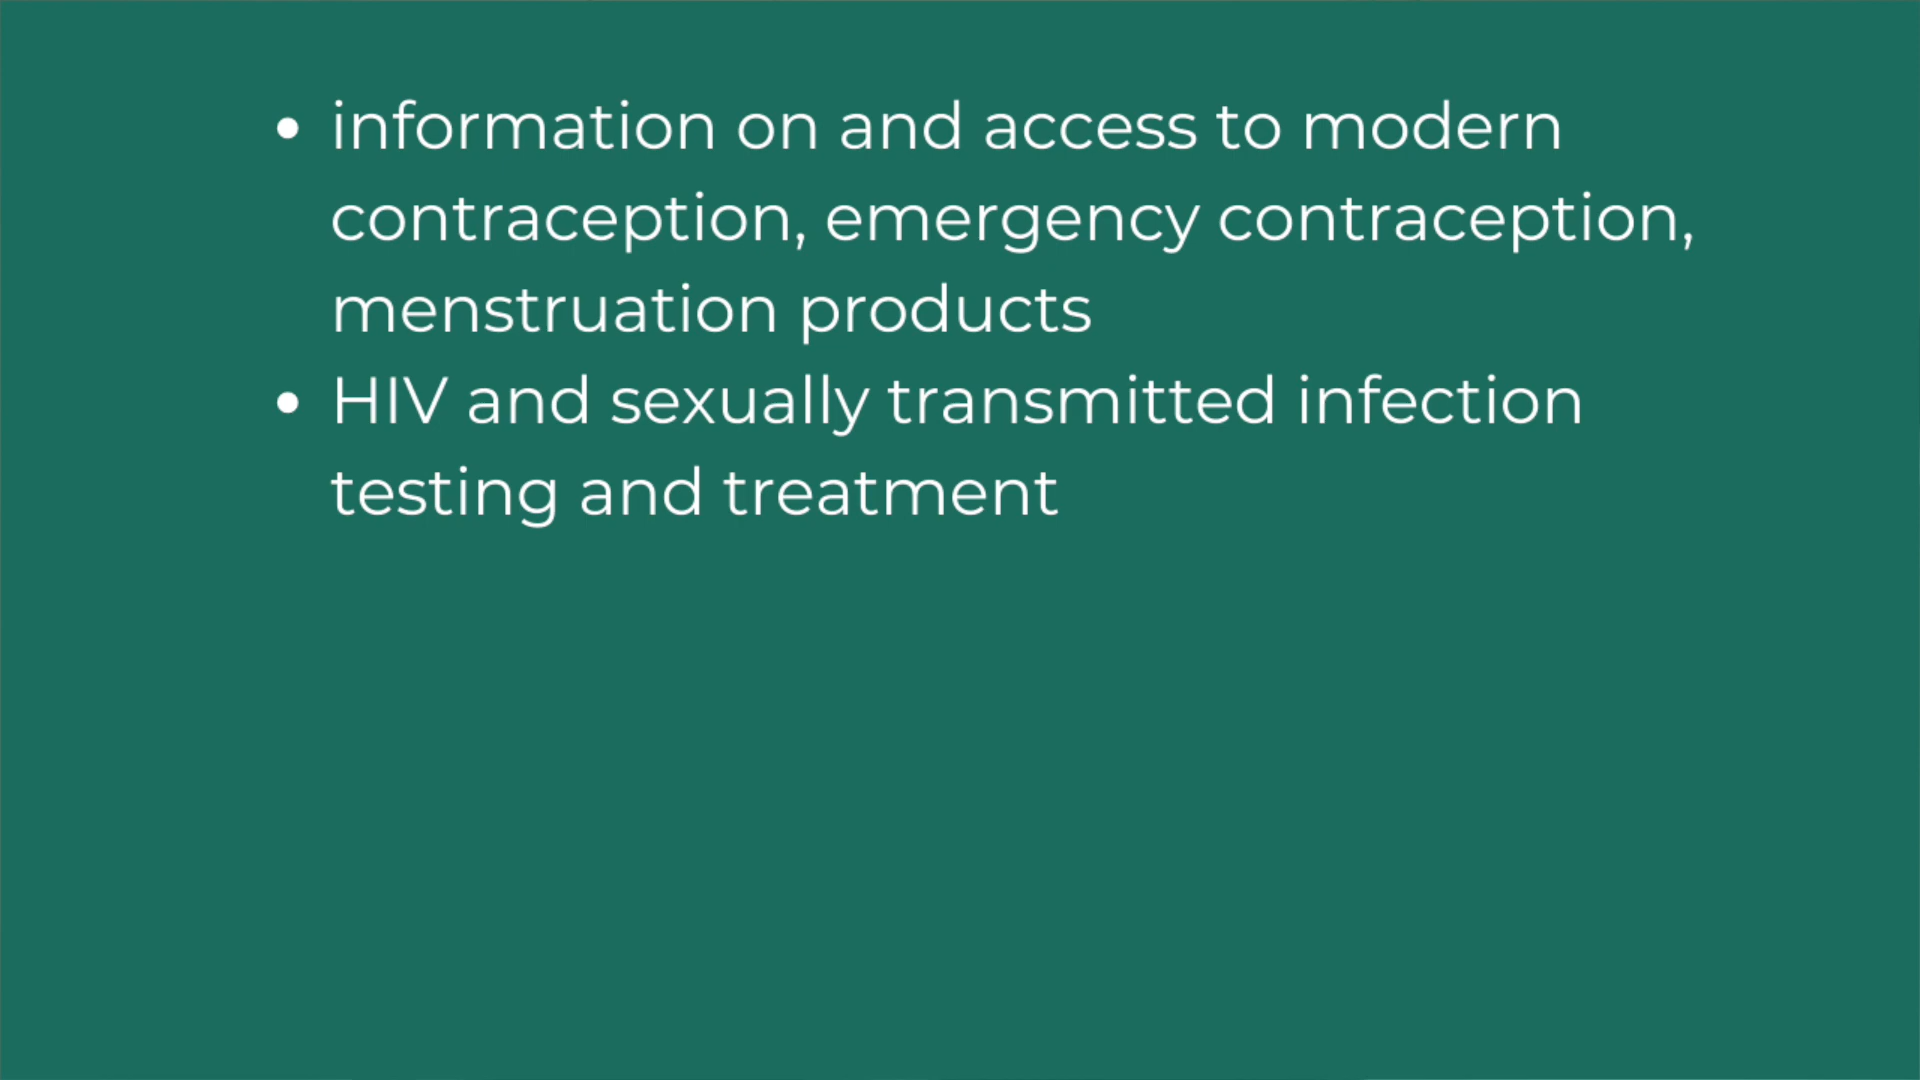 • information on and access to modern
contraception, emergency contraception,
menstruation products
• HIV and sexually transmitted infection
testing and treatment